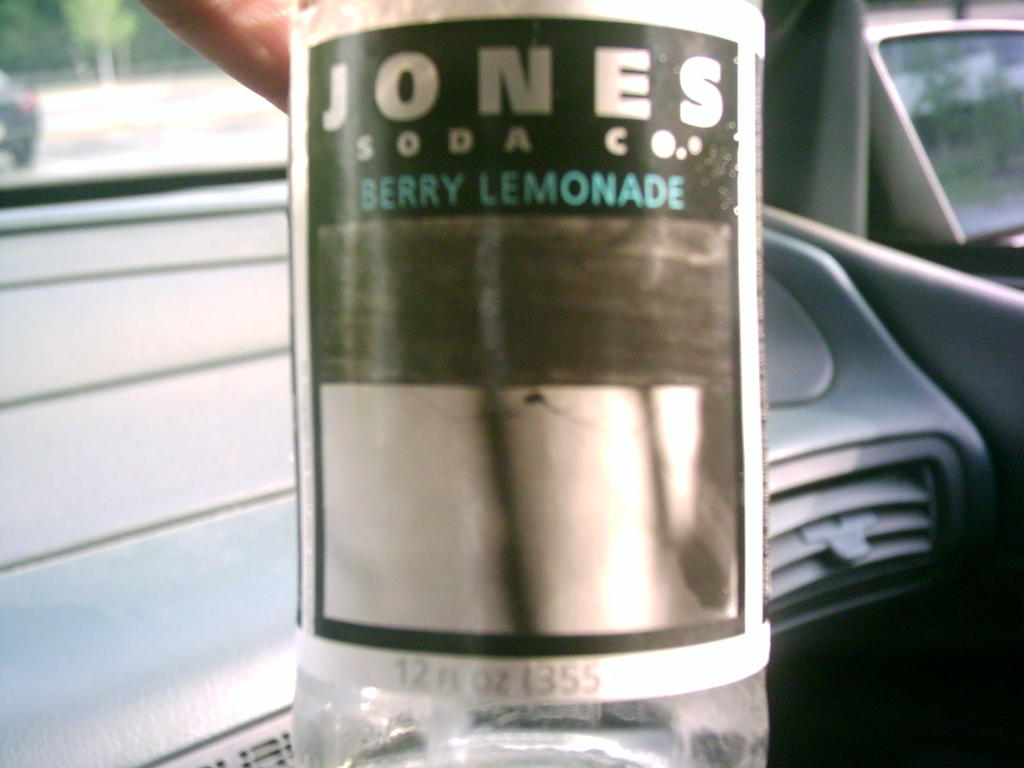 JONES
SODA CO.
BERRY LEMONADE
12 fl oz (355